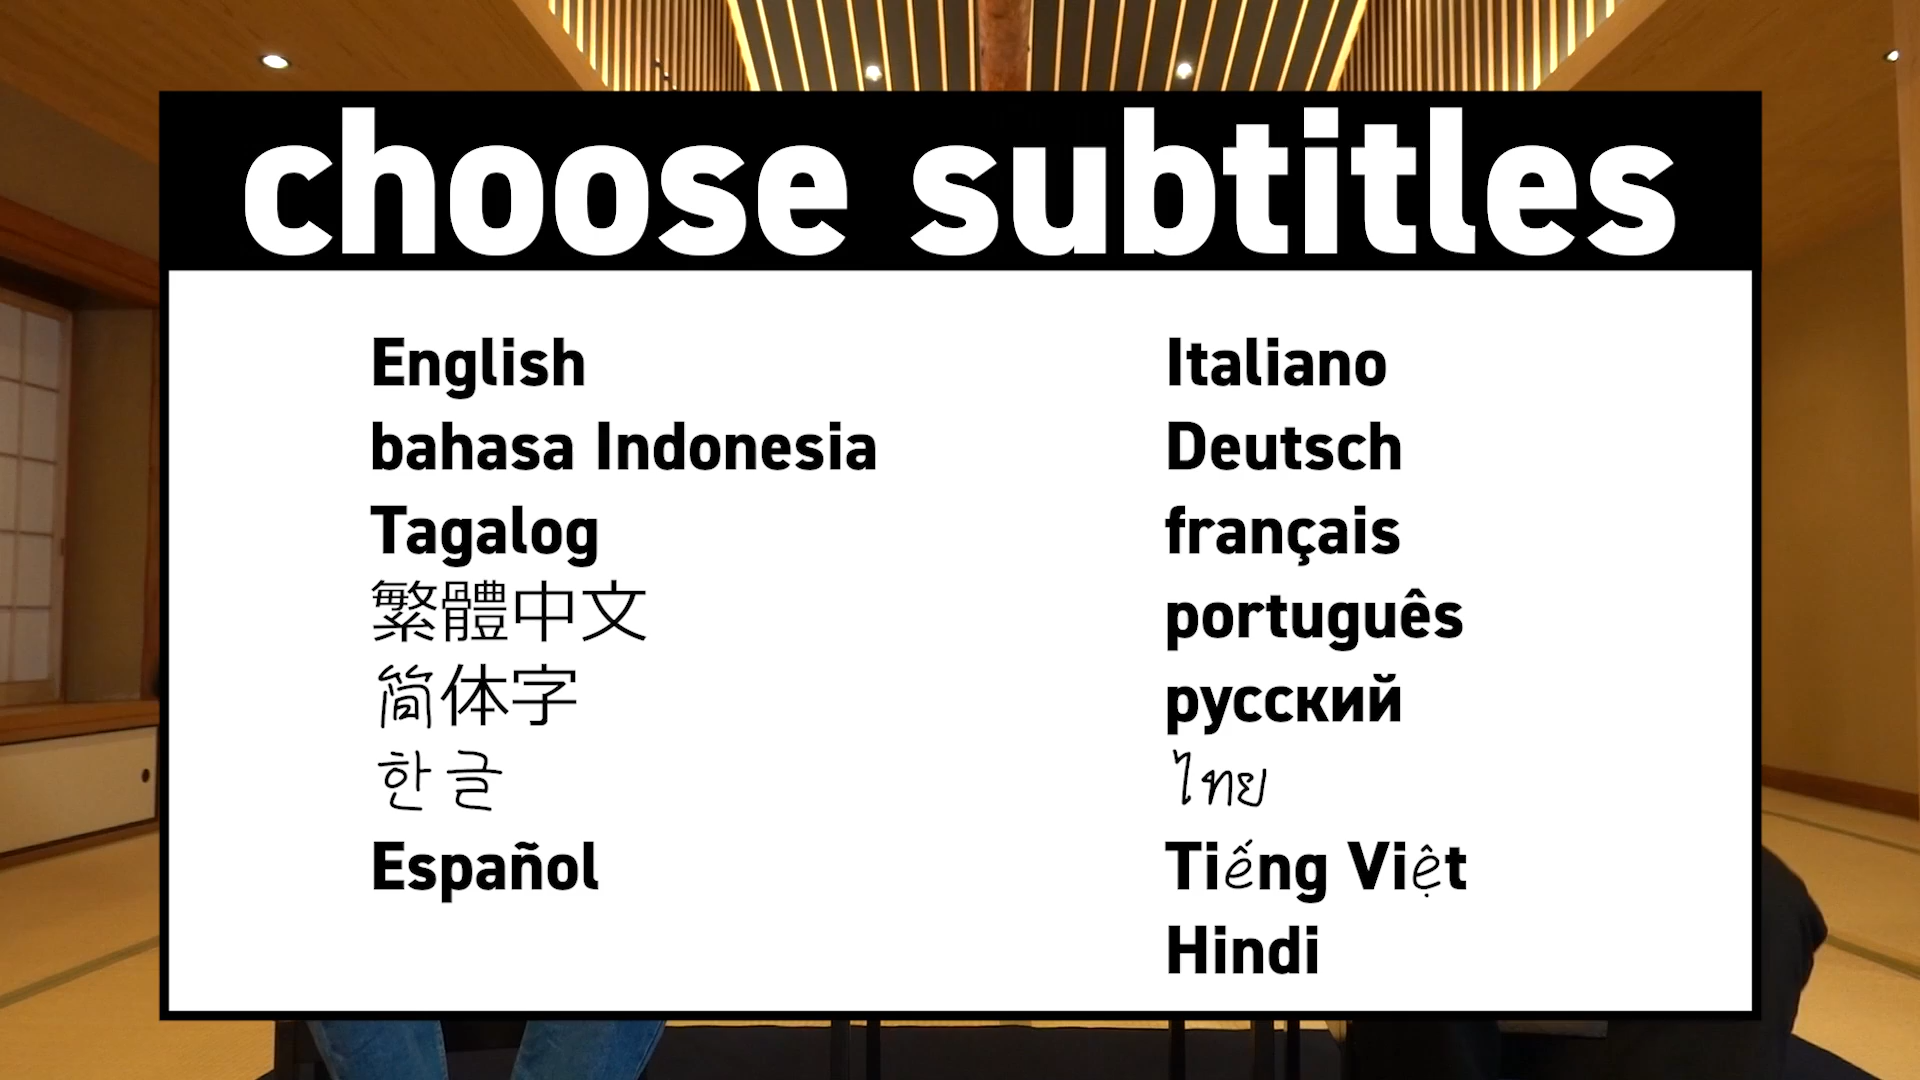 choose subtitles
English
bahasa Indonesia
Tagalog
繁體中文
简体字
한글
Español
Italiano
Deutsch
français
português
русский
ไทย
Tiếng Việt
Hindi